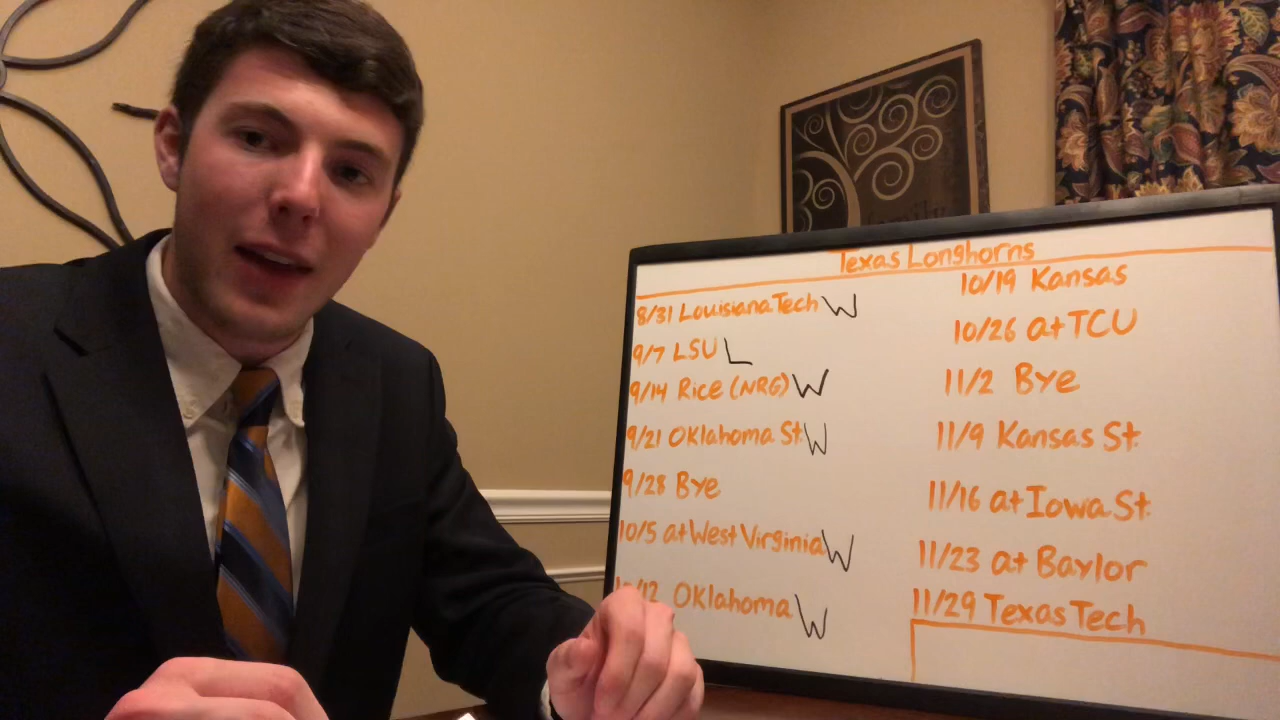 Texas Longhorns
8/31 Louisiana Tech W
9/7 LSU L
9/14 Rice (NRG) W
9/21 Oklahoma St. W
9/28 Bye
10/5 at West Virginia W
12 Oklahoma W
10/19 Kansas
10/26 at TCU
11/2 Bye
11/9 Kansas St.
11/16 at Iowa St.
11/23 at Baylor
11/29 Texas Tech
family